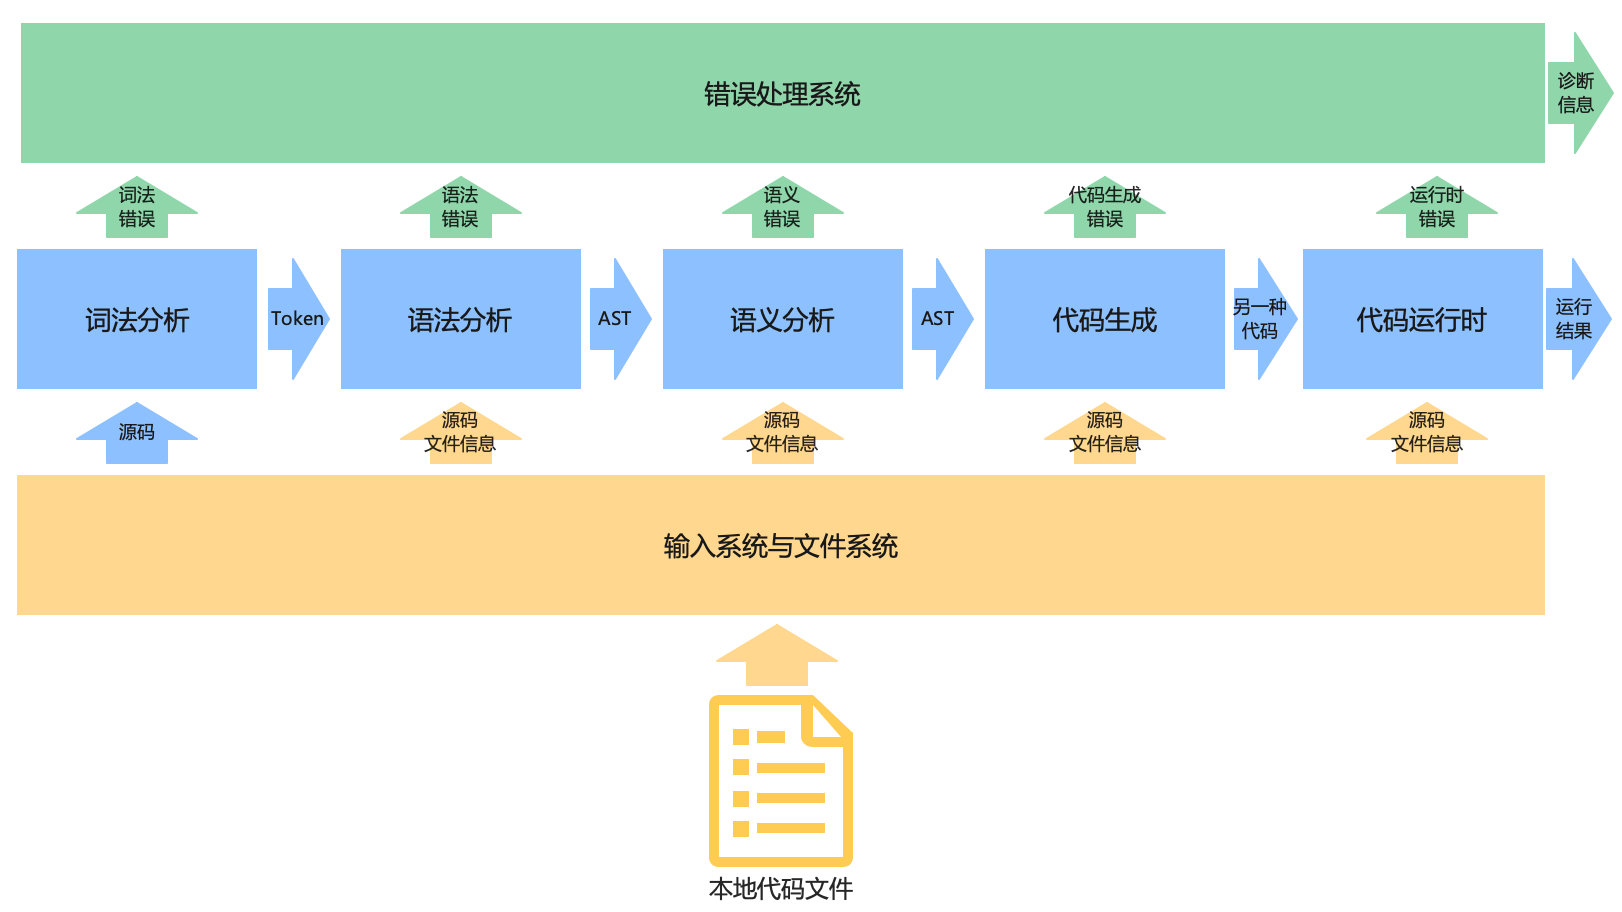 错误处理系统
诊断
信息
词法
错误
语法
错误
语义
错误
代码生成
错误
运行时
错误
词法分析
Token
语法分析
AST
语义分析
AST
代码生成
另一种
代码
代码运行时
运行
结果
源码
源码
文件信息
源码
文件信息
源码
文件信息
源码
文件信息
输入系统与文件系统
本地代码文件